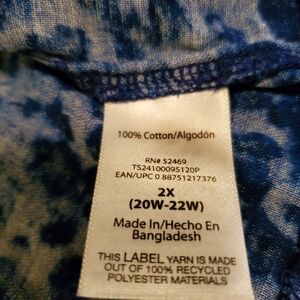 100% Cotton/Algodón
RN# 52469
TS24100095120P
EAN/UPC 0 88751217376
2X
(20W-22W)
Made In/Hecho En
Bangladesh
THIS LABEL YARN IS MADE
OUT OF 100% RECYCLED
POLYESTER MATERIALS